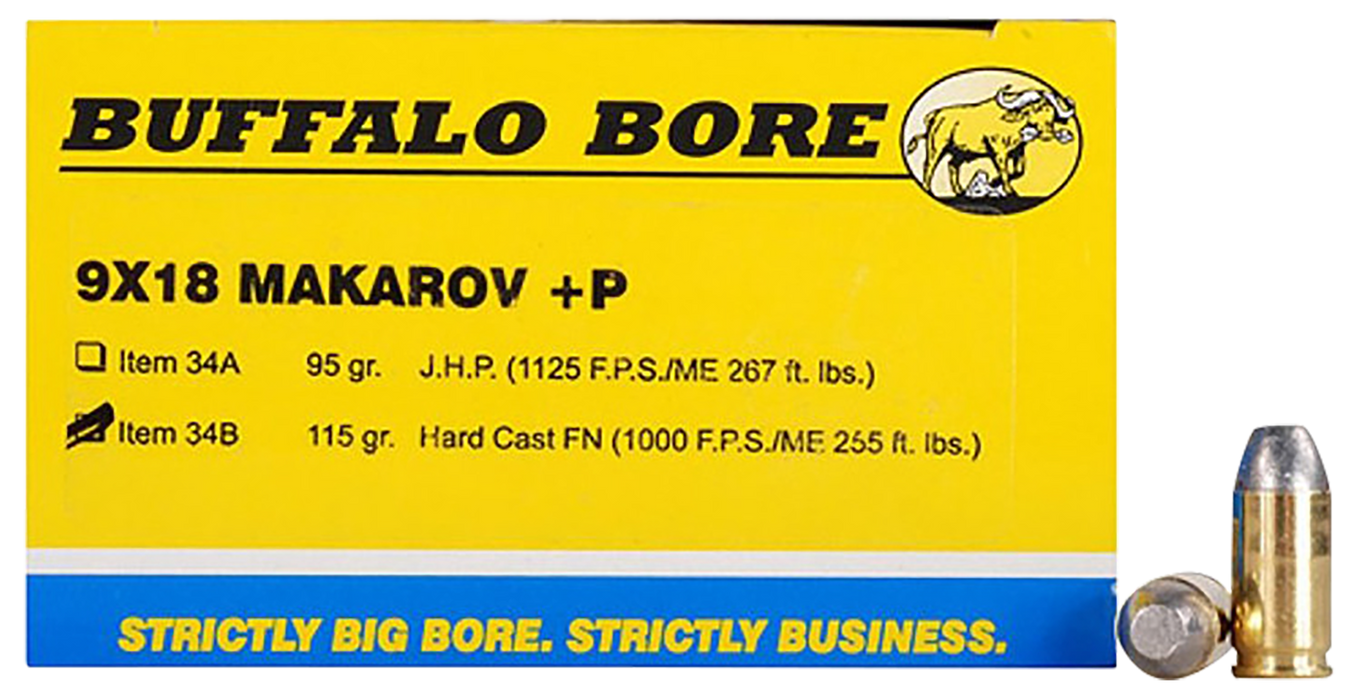 BUFFALO BORE
9X18 MAKAROV +P
Item 34A 95 gr. J.H.P. (1125 F.P.S./ME 267 ft. lbs.)
Item 34B 115 gr. Hard Cast FN (1000 F.P.S./ME 255 ft. lbs.)
STRICTLY BIG BORE. STRICTLY BUSINESS.